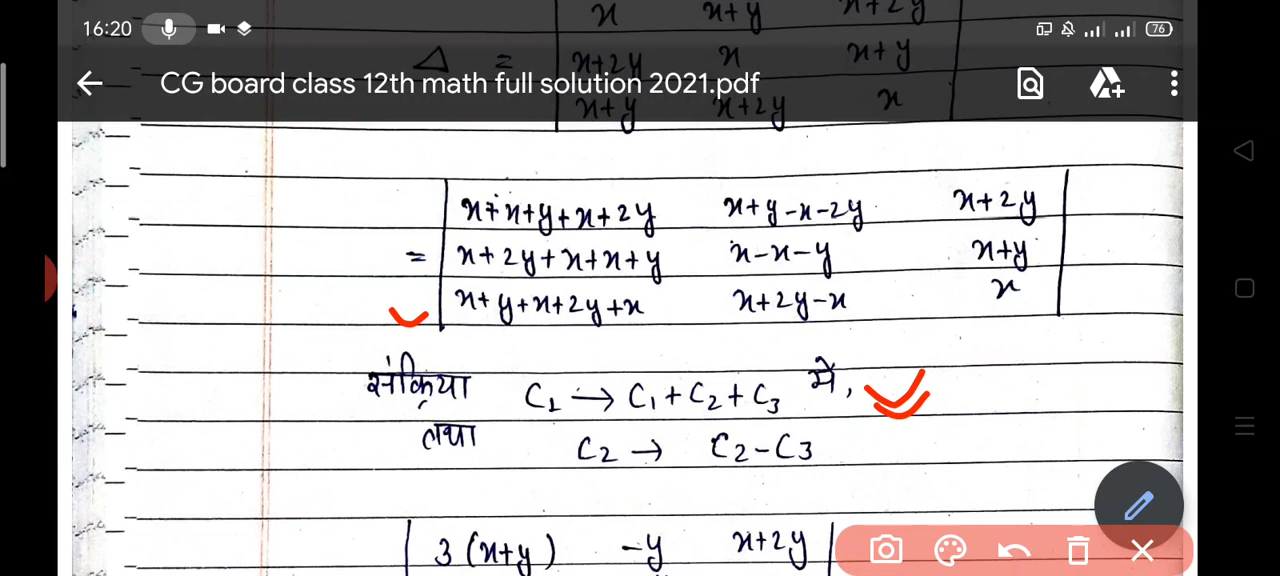 16:20 76
x x+y x+2y
CG board class 12th math full solution 2021.pdf
Δ = x+2y x x+y
x+y x+2y x
x+x+y+x+2y x+y-x-2y x+2y
= x+2y+x+x+y x-x-y x+y
x+y+x+2y+x x+2y-x x
संक्रिया C₁ → C₁+C₂+C₃ में,
तथा C₂ → C₂-C₃
3(x+y) -y x+2y